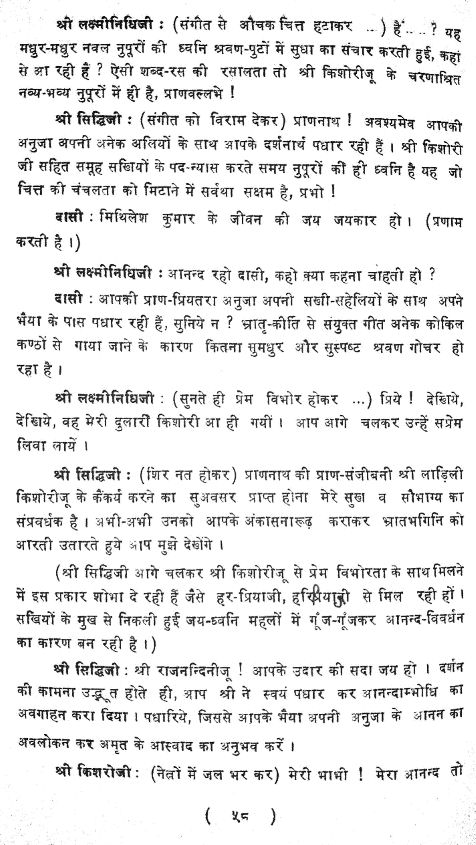 श्री लक्ष्मीनिधिजी : (संगीत से औचक चित्त हटाकर ...) हैं..... ? यह
मधुर-मधुर नवल नुपूरों की ध्वनि श्रवण-पुटों में सुधा का संचार करती हुई, कहां
से आ रही हैं ? ऐसी शब्द-रस की रसालता तो श्री किशोरीजू के चरणाश्रित
नव्य-भव्य नुपूरों में ही है, प्राणवल्लभे !
श्री सिद्धिजी : (संगीत को विराम देकर) प्राणनाथ ! अवश्यमेव आपकी
अनुजा अपनी अनेक अलियों के साथ आपके दर्शनार्थ पधार रही हैं । श्री किशोरी
जी सहित समूह सखियों के पद-न्यास करते समय नुपूरों की ही ध्वनि है यह जो
चित्त की चंचलता को मिटाने में सर्वथा सक्षम है, प्रभो !
दासी : मिथिलेश कुमार के जीवन की जय जयकार हो । (प्रणाम
करती है ।)
श्री लक्ष्मीनिधिजी : आनन्द रहो दासी, कहो क्या कहना चाहती हो ?
दासी : आपकी प्राण-प्रियतरा अनुजा अपनी सखी-सहेलियों के साथ अपने
भैया के पास पधार रही हैं, सुनिये न ? भ्रातृ-कीति से संयुक्त गीत अनेक कोकिल
कण्ठों से गाया जाने के कारण कितना सुमधुर और सुस्पष्ट श्रवण गोचर हो
रहा है ।
श्री लक्ष्मीनिधिजी : (सुनते ही प्रेम विभोर होकर ...) प्रिये ! देखिये,
देखिये, वह मेरी दुलारी किशोरी आ ही गयीं । आप आगे चलकर उन्हें सप्रेम
लिवा लायें ।
श्री सिद्धिजी : (शिर नत होकर) प्राणनाथ की प्राण-संजीबनी श्री लाड़िली
किशोरीजू के कैंकर्य करने का सुअवसर प्राप्त होना मेरे सुख व सौभाग्य का
संप्रवर्धक है । अभी-अभी उनको आपके अंकासनारूढ़ कराकर भ्रातभगिनि को
आरती उतारते हुये आप मुझे देखेंगे ।
(श्री सिद्धिजी आगे चलकर श्री किशोरीजू से प्रेम विभोरता के साथ मिलने
में इस प्रकार शोभा दे रही हैं जैसे हर-प्रियाजी, से मिल रही हों ।
सखियों के मुख से निकली हुई जय-ध्वनि महलों में गूंज-गूंजकर आनन्द-विवर्धन
का कारण बन रही है ।)
श्री सिद्धिजी : श्री राजनन्दिनीजू ! आपके उदार की सदा जय हो । दर्शन
की कामना उद्भूत होते ही, आप श्री ने स्वयं पधार कर आनन्दाम्भोधि का
अवगाहन करा दिया । पधारिये, जिससे आपके भैया अपनी अनुजा के आनन का
अवलोकन कर अमृत के आस्वाद का अनुभव करें ।
श्री किशरोजी : (नेत्रों में जल भर कर) मेरी भाभी ! मेरा आनन्द तो
( ५८ )